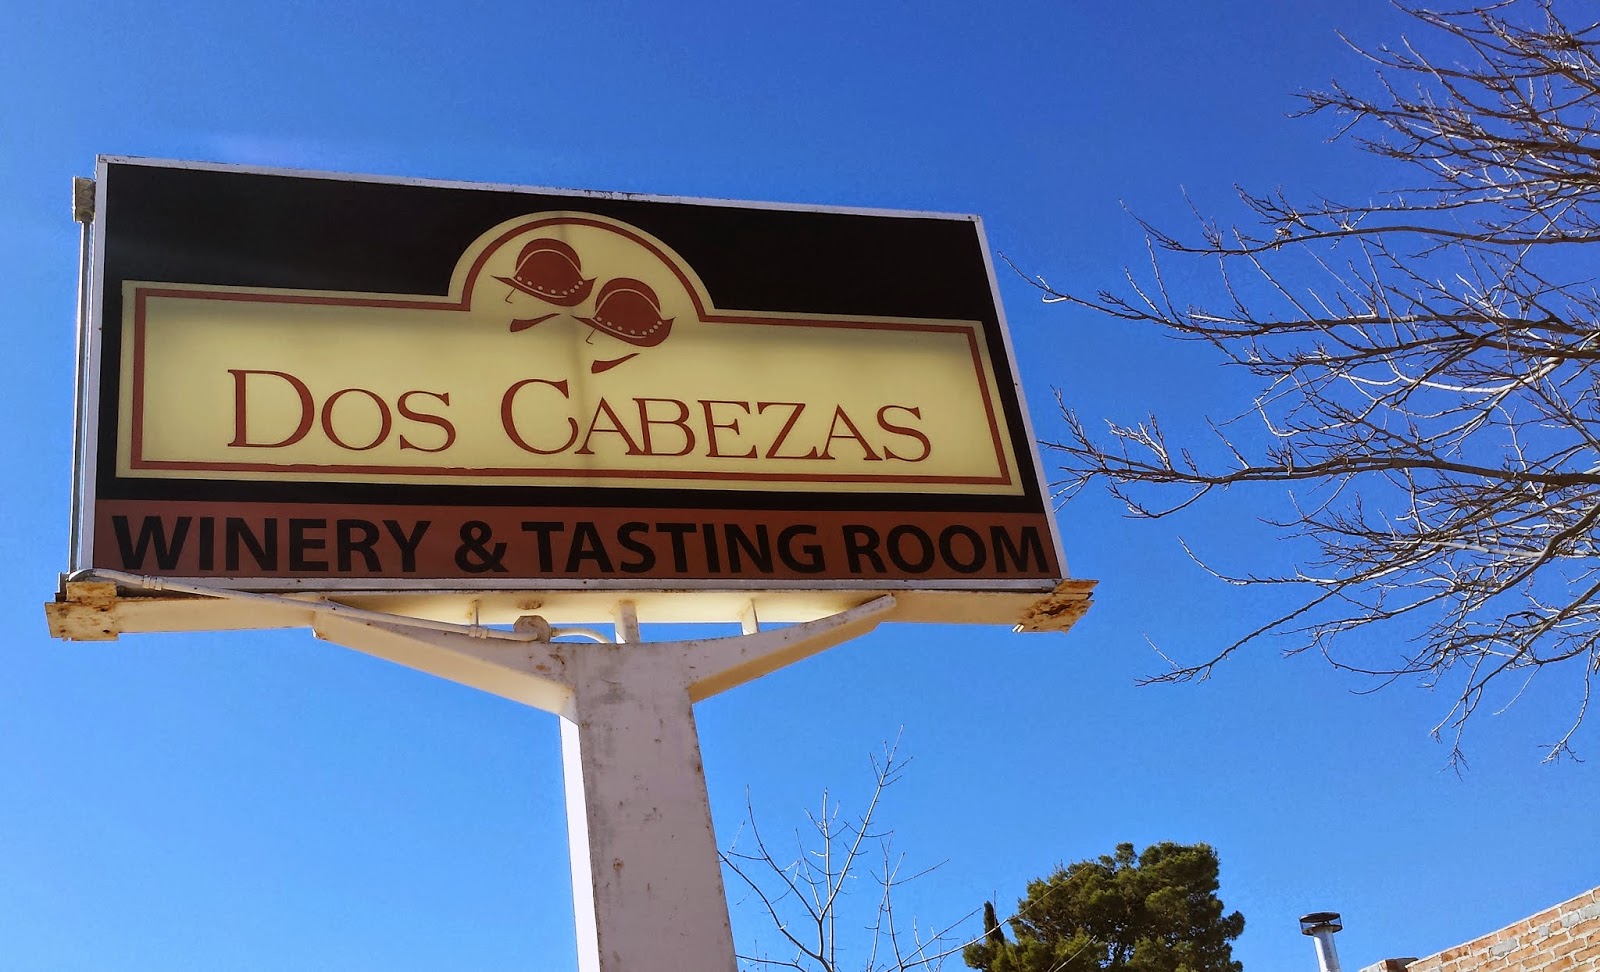 DOS CABEZAS
WINERY & TASTING ROOM